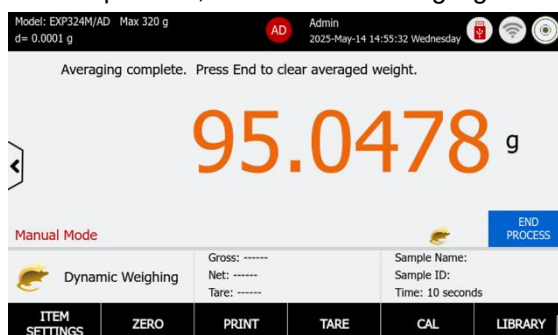 Model: EXP324M/AD Max 320 g
d= 0.0001 g
AD
Admin
2025-May-14 14:55:32 Wednesday
Averaging complete. Press End to clear averaged weight.
95.0478 g
Manual Mode
END
PROCESS
Dynamic Weighing
Gross: ------
Net: ------
Tare: ------
Sample Name:
Sample ID:
Time: 10 seconds
ITEM
SETTINGS
ZERO
PRINT
TARE
CAL
LIBRARY